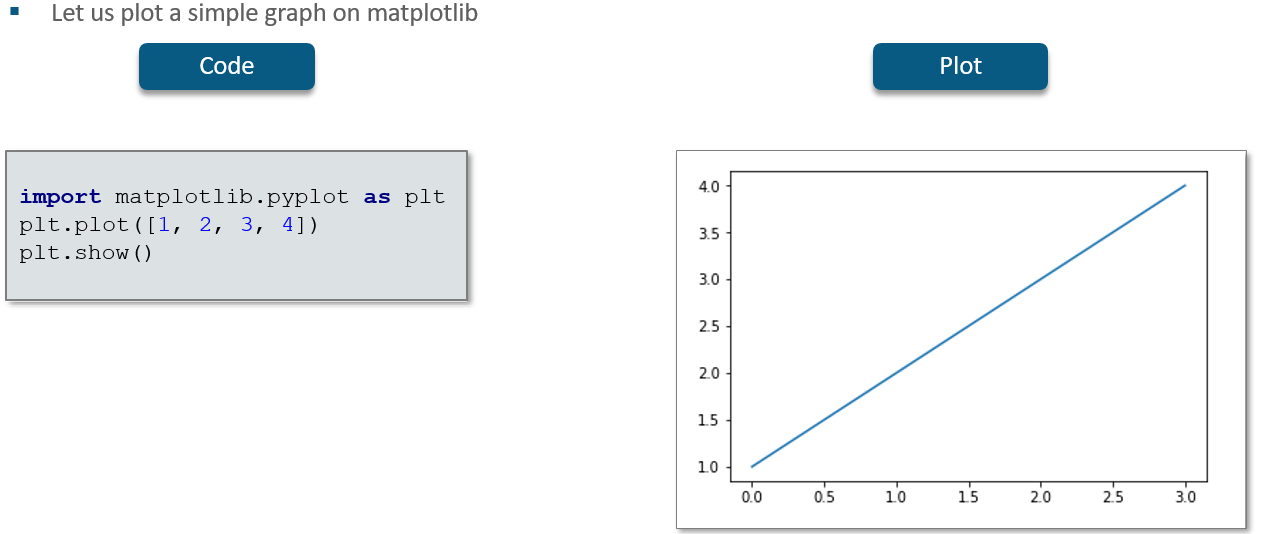 ▪ Let us plot a simple graph on matplotlib
Code
Plot
import matplotlib.pyplot as plt
plt.plot([1, 2, 3, 4])
plt.show()
4.0
3.5
3.0
2.5
2.0
1.5
1.0
0.0 0.5 1.0 1.5 2.0 2.5 3.0